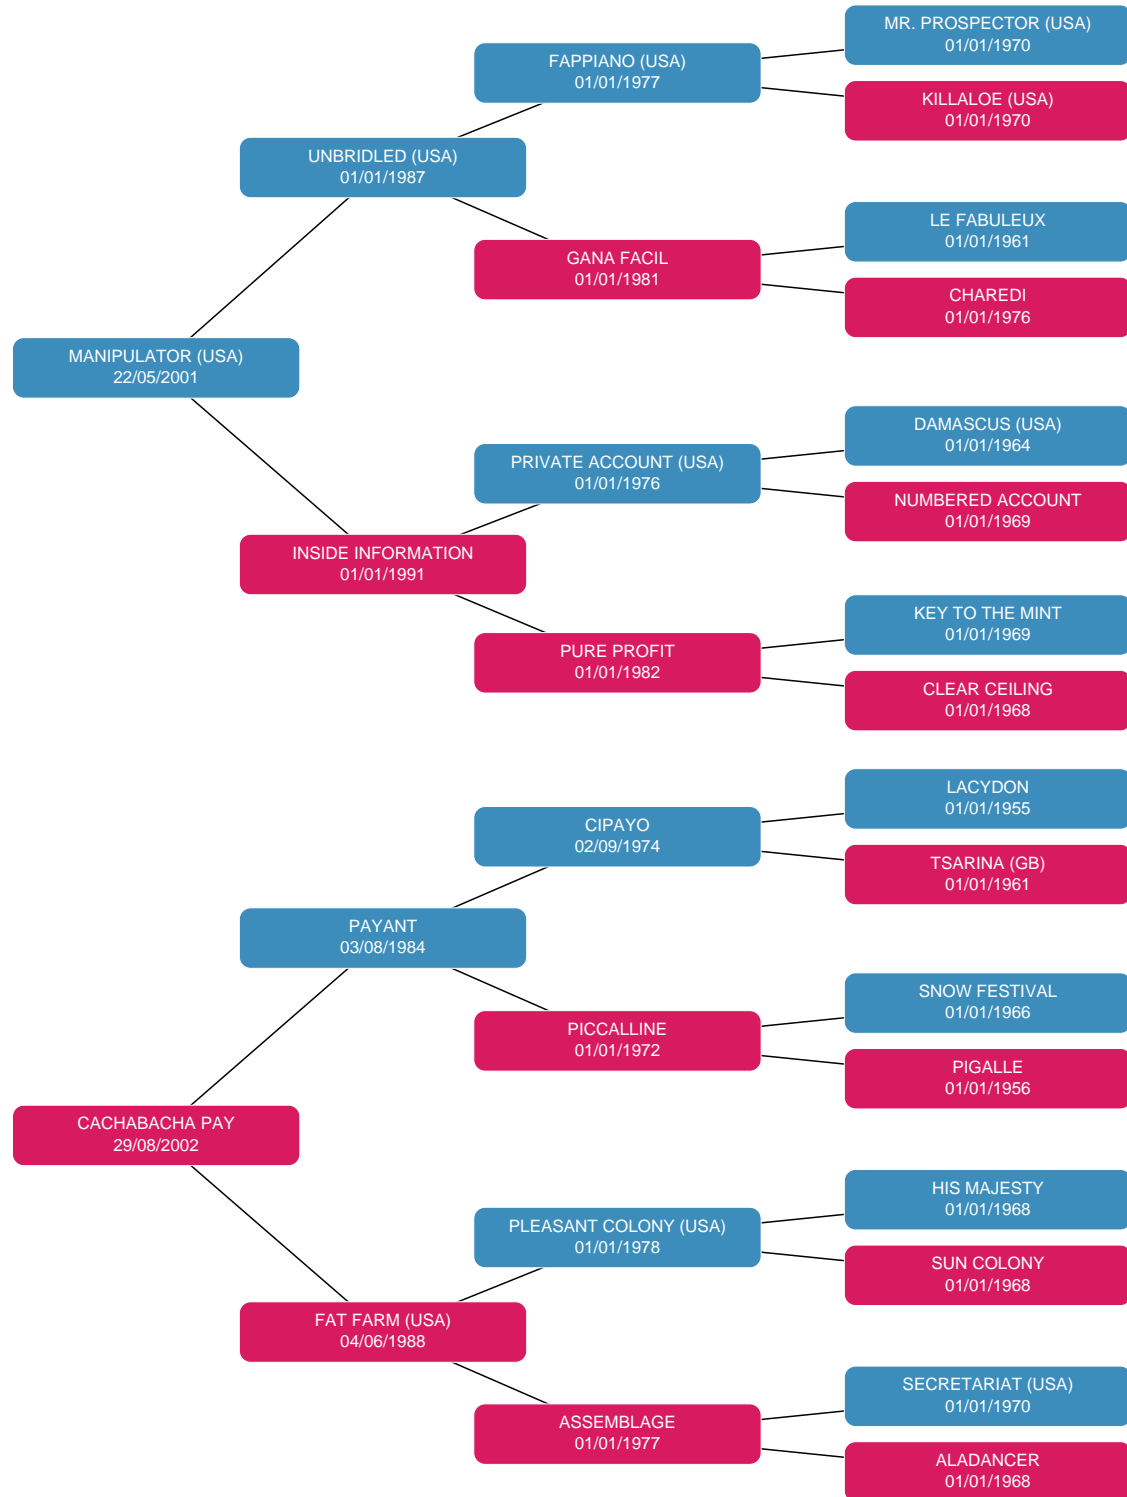 MR. PROSPECTOR (USA)
01/01/1970
FAPPIANO (USA)
01/01/1977
KILLALOE (USA)
01/01/1970
UNBRIDLED (USA)
01/01/1987
LE FABULEUX
01/01/1961
GANA FACIL
01/01/1981
CHAREDI
01/01/1976
MANIPULATOR (USA)
22/05/2001
DAMASCUS (USA)
01/01/1964
PRIVATE ACCOUNT (USA)
01/01/1976
NUMBERED ACCOUNT
01/01/1969
INSIDE INFORMATION
01/01/1991
KEY TO THE MINT
01/01/1969
PURE PROFIT
01/01/1982
CLEAR CEILING
01/01/1968
LACYDON
01/01/1955
CIPAYO
02/09/1974
TSARINA (GB)
01/01/1961
PAYANT
03/08/1984
SNOW FESTIVAL
01/01/1966
PICCALLINE
01/01/1972
PIGALLE
01/01/1956
CACHABACHA PAY
29/08/2002
HIS MAJESTY
01/01/1968
PLEASANT COLONY (USA)
01/01/1978
SUN COLONY
01/01/1968
FAT FARM (USA)
04/06/1988
SECRETARIAT (USA)
01/01/1970
ASSEMBLAGE
01/01/1977
ALADANCER
01/01/1968